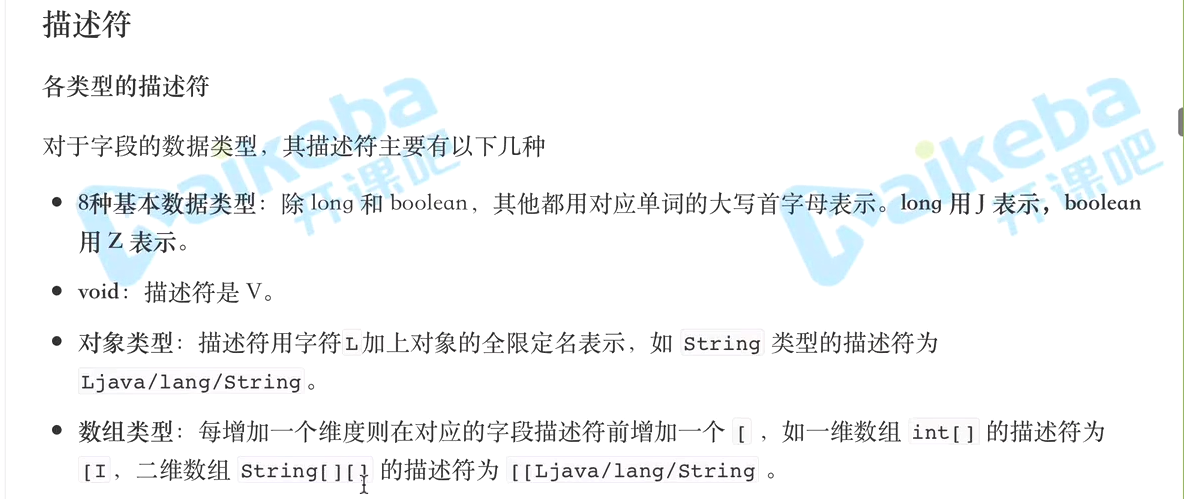 描述符
各类型的描述符
对于字段的数据类型，其描述符主要有以下几种
8种基本数据类型：除 long 和 boolean，其他都用对应单词的大写首字母表示。long 用 J 表示，boolean
用 Z 表示。
void：描述符是 V。
对象类型：描述符用字符L加上对象的全限定名表示，如 String 类型的描述符为
Ljava/lang/String。
数组类型：每增加一个维度则在对应的字段描述符前增加一个 [ ，如一维数组 int[] 的描述符为
[I，二维数组 String[][] 的描述符为 [[Ljava/lang/String 。
aikeba
开课吧
aikeba
开课吧